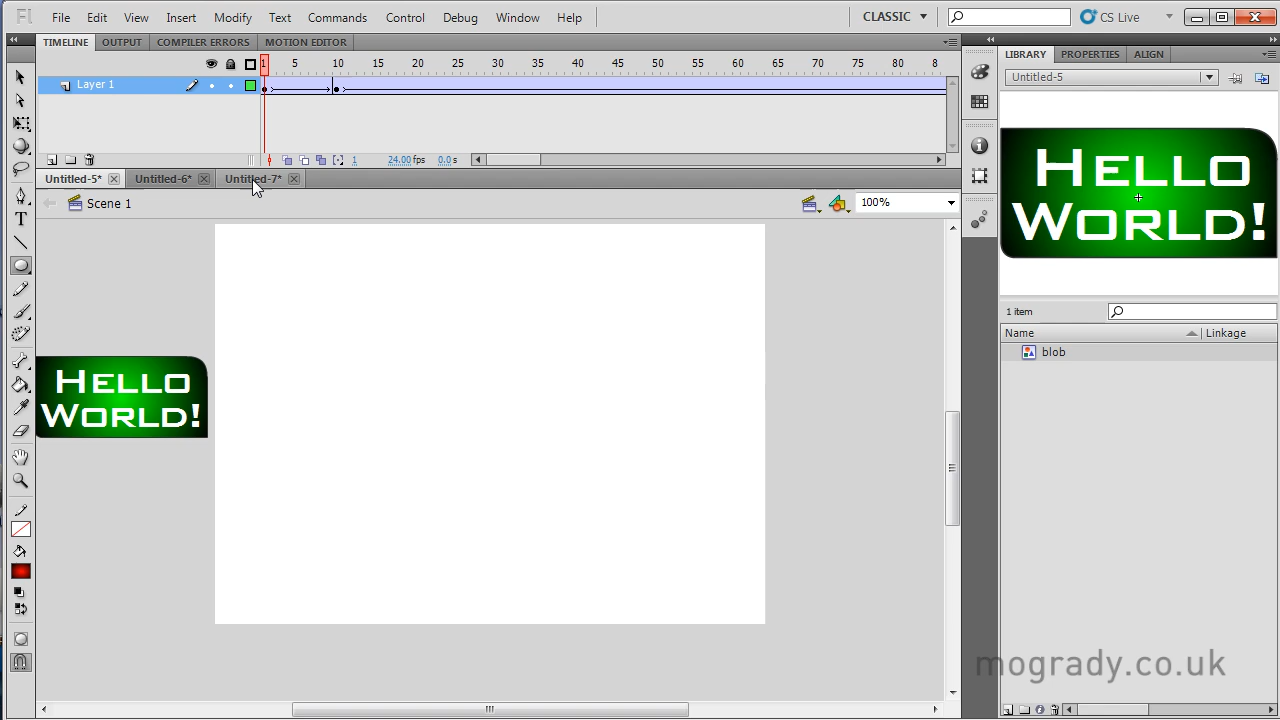 Fl File Edit View Insert Modify Text Commands Control Debug Window Help CLASSIC CS Live
TIMELINE OUTPUT COMPILER ERRORS MOTION EDITOR
1 5 10 15 20 25 30 35 40 45 50 55 60 65 70 75 80 8
Layer 1
1 24.00 fps 0.0 s
Untitled-5* Untitled-6* Untitled-7*
Scene 1 100%
HELLO
WORLD!
LIBRARY PROPERTIES ALIGN
Untitled-5
HELLO
WORLD!
1 item
Name Linkage
blob
mogrady.co.uk